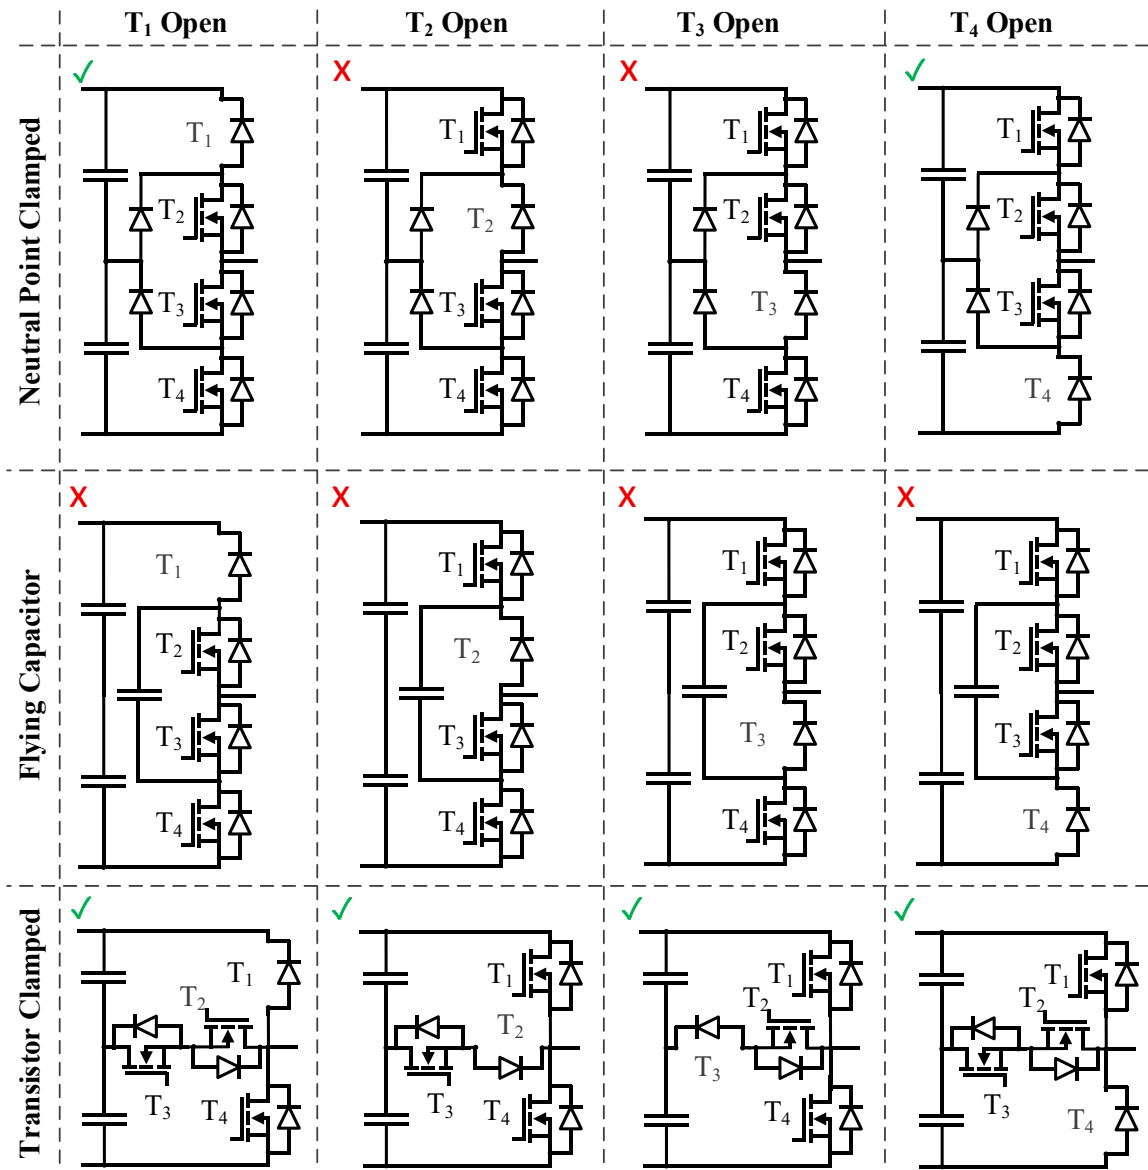 T1 Open T2 Open T3 Open T4 Open
Neutral Point Clamped
✓ X X ✓
T1 T1 T1 T1
T2 T2 T2 T2
T3 T3 T3 T3
T4 T4 T4 T4
Flying Capacitor
X X X X
T1 T1 T1 T1
T2 T2 T2 T2
T3 T3 T3 T3
T4 T4 T4 T4
Transistor Clamped
✓ ✓ ✓ ✓
T1 T1 T1 T1
T2 T2 T2 T2
T3 T3 T3 T3
T4 T4 T4 T4